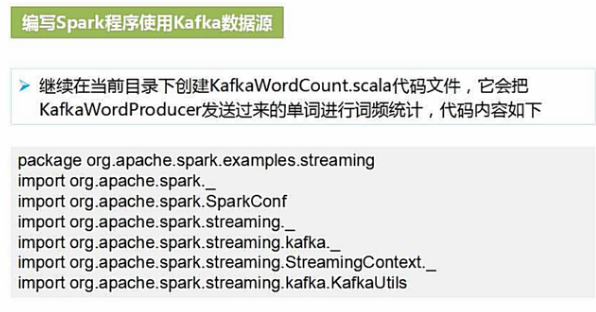 编写Spark程序使用Kafka数据源
继续在当前目录下创建KafkaWordCount.scala代码文件，它会把
KafkaWordProducer发送过来的单词进行词频统计，代码内容如下
package org.apache.spark.examples.streaming
import org.apache.spark._
import org.apache.spark.SparkConf
import org.apache.spark.streaming._
import org.apache.spark.streaming.kafka._
import org.apache.spark.streaming.StreamingContext._
import org.apache.spark.streaming.kafka.KafkaUtils